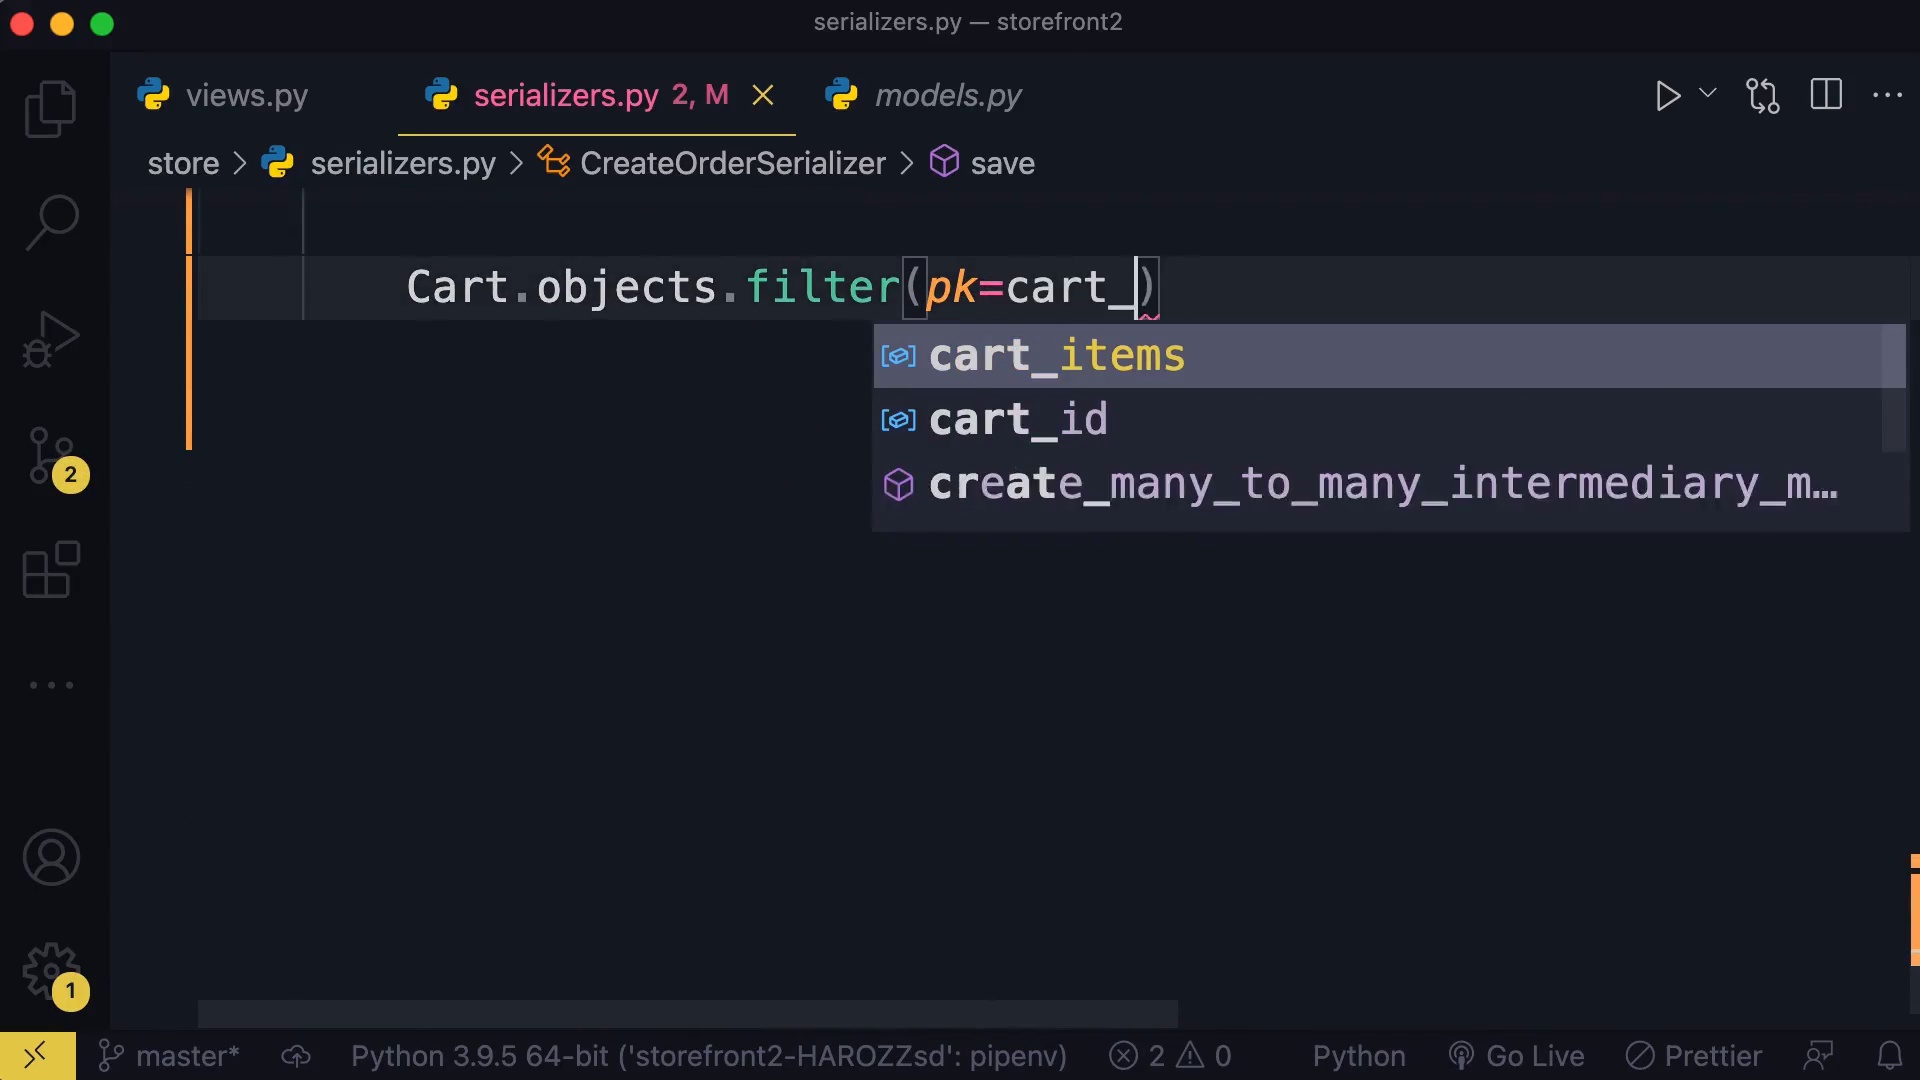 serializers.py — storefront2
views.py
serializers.py 2, M
models.py
store > serializers.py > CreateOrderSerializer > save
Cart.objects.filter(pk=cart_)
cart_items
cart_id
create_many_to_many_intermediary_m…
2
1
master* Python 3.9.5 64-bit ('storefront2-HAROZZsd': pipenv) 2 0 Python Go Live Prettier